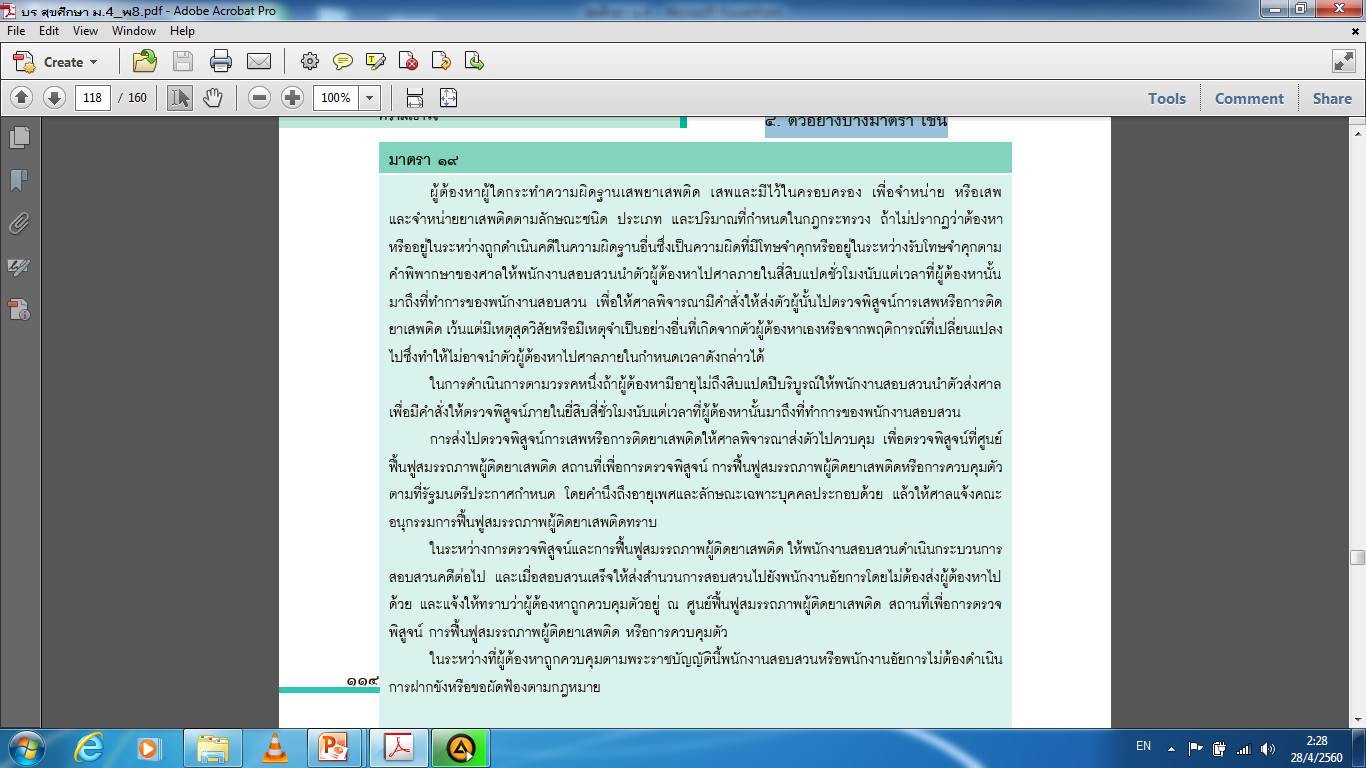 บร สุขศึกษา ม.4_พ8.pdf - Adobe Acrobat Pro
File Edit View Window Help
Create
118 / 160
100%
Tools Comment Share
๔. ตัวอย่างบางมาตรา เช่น
มาตรา ๑๙
ผู้ต้องหาผู้ใดกระทำความผิดฐานเสพยาเสพติด เสพและมีไว้ในครอบครอง เพื่อจำหน่าย หรือเสพ
และจำหน่ายยาเสพติดตามลักษณะชนิด ประเภท และปริมาณที่กำหนดในกฎกระทรวง ถ้าไม่ปรากฏว่าต้องหา
หรืออยู่ในระหว่างถูกดำเนินคดีในความผิดฐานอื่นซึ่งเป็นความผิดที่มีโทษจำคุกหรืออยู่ในระหว่างรับโทษจำคุกตาม
คำพิพากษาของศาลให้พนักงานสอบสวนนำตัวผู้ต้องหาไปศาลภายในสี่สิบแปดชั่วโมงนับแต่เวลาที่ผู้ต้องหานั้น
มาถึงที่ทำการของพนักงานสอบสวน เพื่อให้ศาลพิจารณามีคำสั่งให้ส่งตัวผู้นั้นไปตรวจพิสูจน์การเสพหรือการติด
ยาเสพติด เว้นแต่มีเหตุสุดวิสัยหรือมีเหตุจำเป็นอย่างอื่นที่เกิดจากตัวผู้ต้องหาเองหรือจากพฤติการณ์ที่เปลี่ยนแปลง
ไปซึ่งทำให้ไม่อาจนำตัวผู้ต้องหาไปศาลภายในกำหนดเวลาดังกล่าวได้
ในการดำเนินการตามวรรคหนึ่งถ้าผู้ต้องหามีอายุไม่ถึงสิบแปดปีบริบูรณ์ให้พนักงานสอบสวนนำตัวส่งศาล
เพื่อมีคำสั่งให้ตรวจพิสูจน์ภายในยี่สิบสี่ชั่วโมงนับแต่เวลาที่ผู้ต้องหานั้นมาถึงที่ทำการของพนักงานสอบสวน
การส่งไปตรวจพิสูจน์การเสพหรือการติดยาเสพติดให้ศาลพิจารณาส่งตัวไปควบคุม เพื่อตรวจพิสูจน์ที่ศูนย์
ฟื้นฟูสมรรถภาพผู้ติดยาเสพติด สถานที่เพื่อการตรวจพิสูจน์ การฟื้นฟูสมรรถภาพผู้ติดยาเสพติดหรือการควบคุมตัว
ตามที่รัฐมนตรีประกาศกำหนด โดยคำนึงถึงอายุเพศและลักษณะเฉพาะบุคคลประกอบด้วย แล้วให้ศาลแจ้งคณะ
อนุกรรมการฟื้นฟูสมรรถภาพผู้ติดยาเสพติดทราบ
ในระหว่างการตรวจพิสูจน์และการฟื้นฟูสมรรถภาพผู้ติดยาเสพติด ให้พนักงานสอบสวนดำเนินกระบวนการ
สอบสวนคดีต่อไป และเมื่อสอบสวนเสร็จให้ส่งสำนวนการสอบสวนไปยังพนักงานอัยการโดยไม่ต้องส่งผู้ต้องหาไป
ด้วย และแจ้งให้ทราบว่าผู้ต้องหาถูกควบคุมตัวอยู่ ณ ศูนย์ฟื้นฟูสมรรถภาพผู้ติดยาเสพติด สถานที่เพื่อการตรวจ
พิสูจน์ การฟื้นฟูสมรรถภาพผู้ติดยาเสพติด หรือการควบคุมตัว
ในระหว่างที่ผู้ต้องหาถูกควบคุมตามพระราชบัญญัตินี้พนักงานสอบสวนหรือพนักงานอัยการไม่ต้องดำเนิน
การฝากขังหรือขอผัดฟ้องตามกฎหมาย
๑๑๔
EN
2:28
28/4/2560